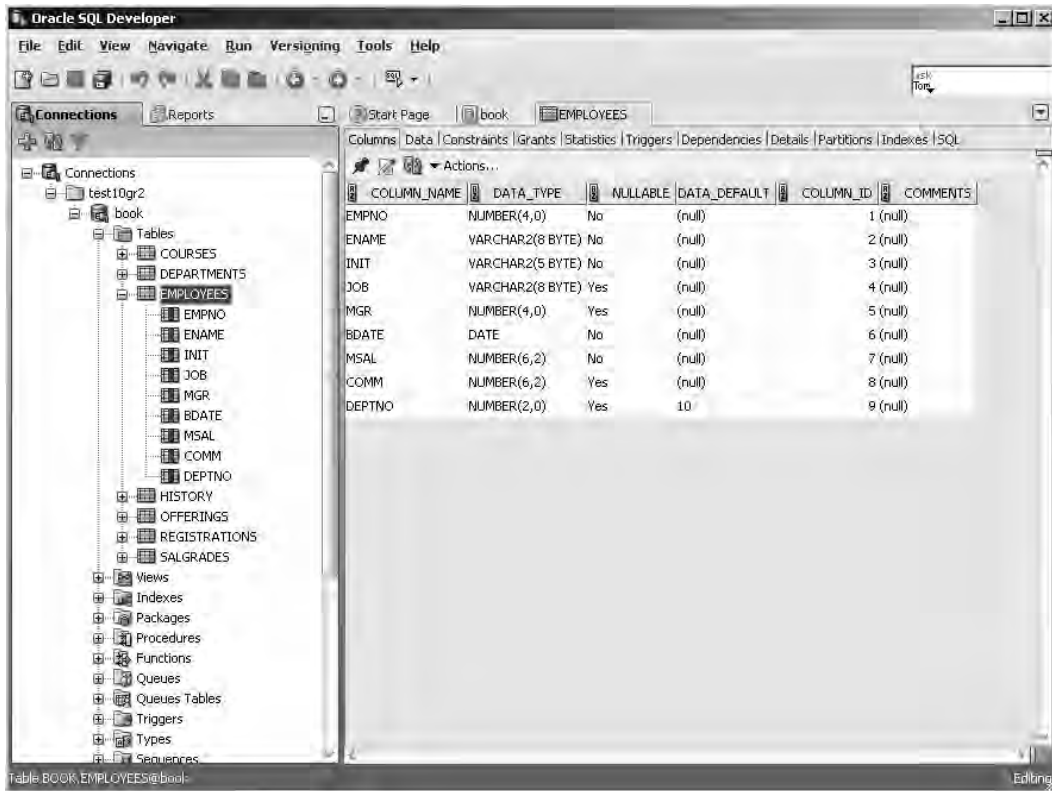 Oracle SQL Developer
File Edit View Navigate Run Versioning Tools Help
Ask Tom
Connections Reports
Start Page book EMPLOYEES
Columns Data Constraints Grants Statistics Triggers Dependencies Details Partitions Indexes SQL
Actions...
Connections
test10gr2
book
Tables
COURSES
DEPARTMENTS
EMPLOYEES
EMPNO
ENAME
INIT
JOB
MGR
BDATE
MSAL
COMM
DEPTNO
HISTORY
OFFERINGS
REGISTRATIONS
SALGRADES
Views
Indexes
Packages
Procedures
Functions
Queues
Queues Tables
Triggers
Types
Sequences
COLUMN_NAME DATA_TYPE NULLABLE DATA_DEFAULT COLUMN_ID COMMENTS
EMPNO NUMBER(4,0) No (null) 1 (null)
ENAME VARCHAR2(8 BYTE) No (null) 2 (null)
INIT VARCHAR2(5 BYTE) No (null) 3 (null)
JOB VARCHAR2(8 BYTE) Yes (null) 4 (null)
MGR NUMBER(4,0) Yes (null) 5 (null)
BDATE DATE No (null) 6 (null)
MSAL NUMBER(6,2) No (null) 7 (null)
COMM NUMBER(6,2) Yes (null) 8 (null)
DEPTNO NUMBER(2,0) Yes 10 9 (null)
Table BOOK.EMPLOYEES@book Editing